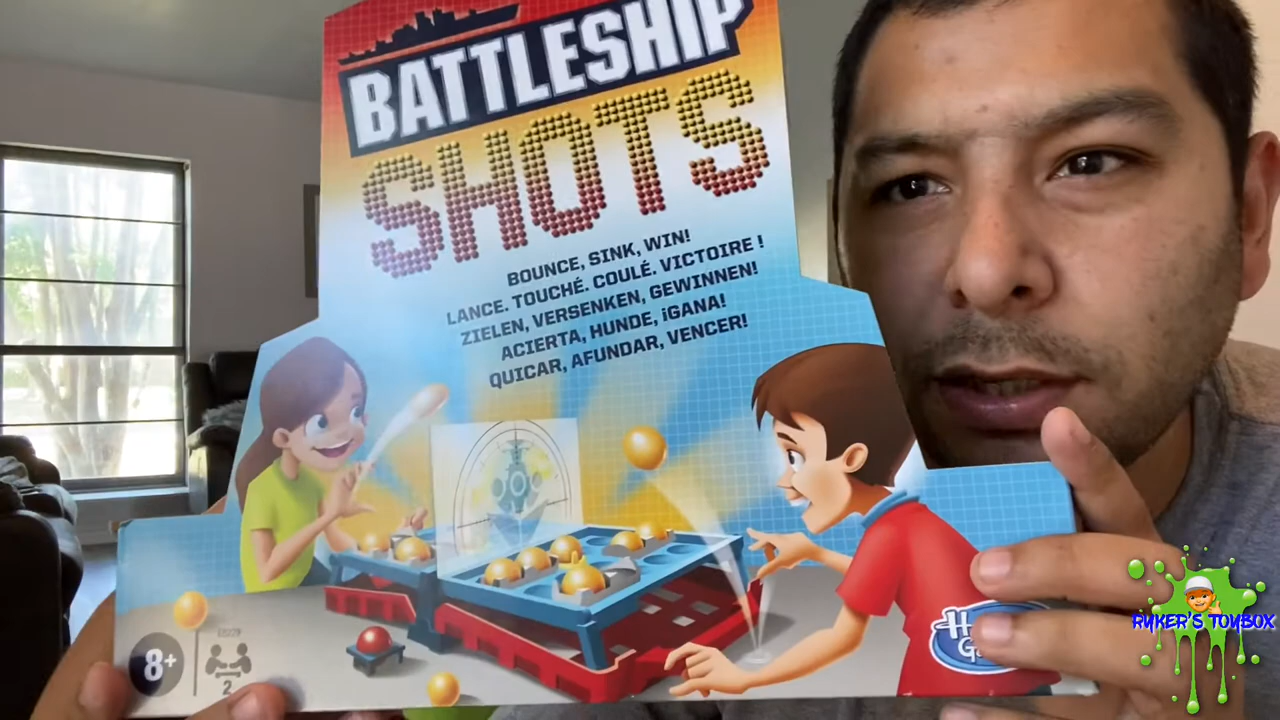 BATTLESHIP
SHOTS
BOUNCE, SINK, WIN!
LANCE. TOUCHÉ. COULÉ. VICTOIRE !
ZIELEN, VERSENKEN, GEWINNEN!
ACIERTA, HUNDE, ¡GANA!
QUICAR, AFUNDAR, VENCER!
8+
2
RYKER'S TOYBOX